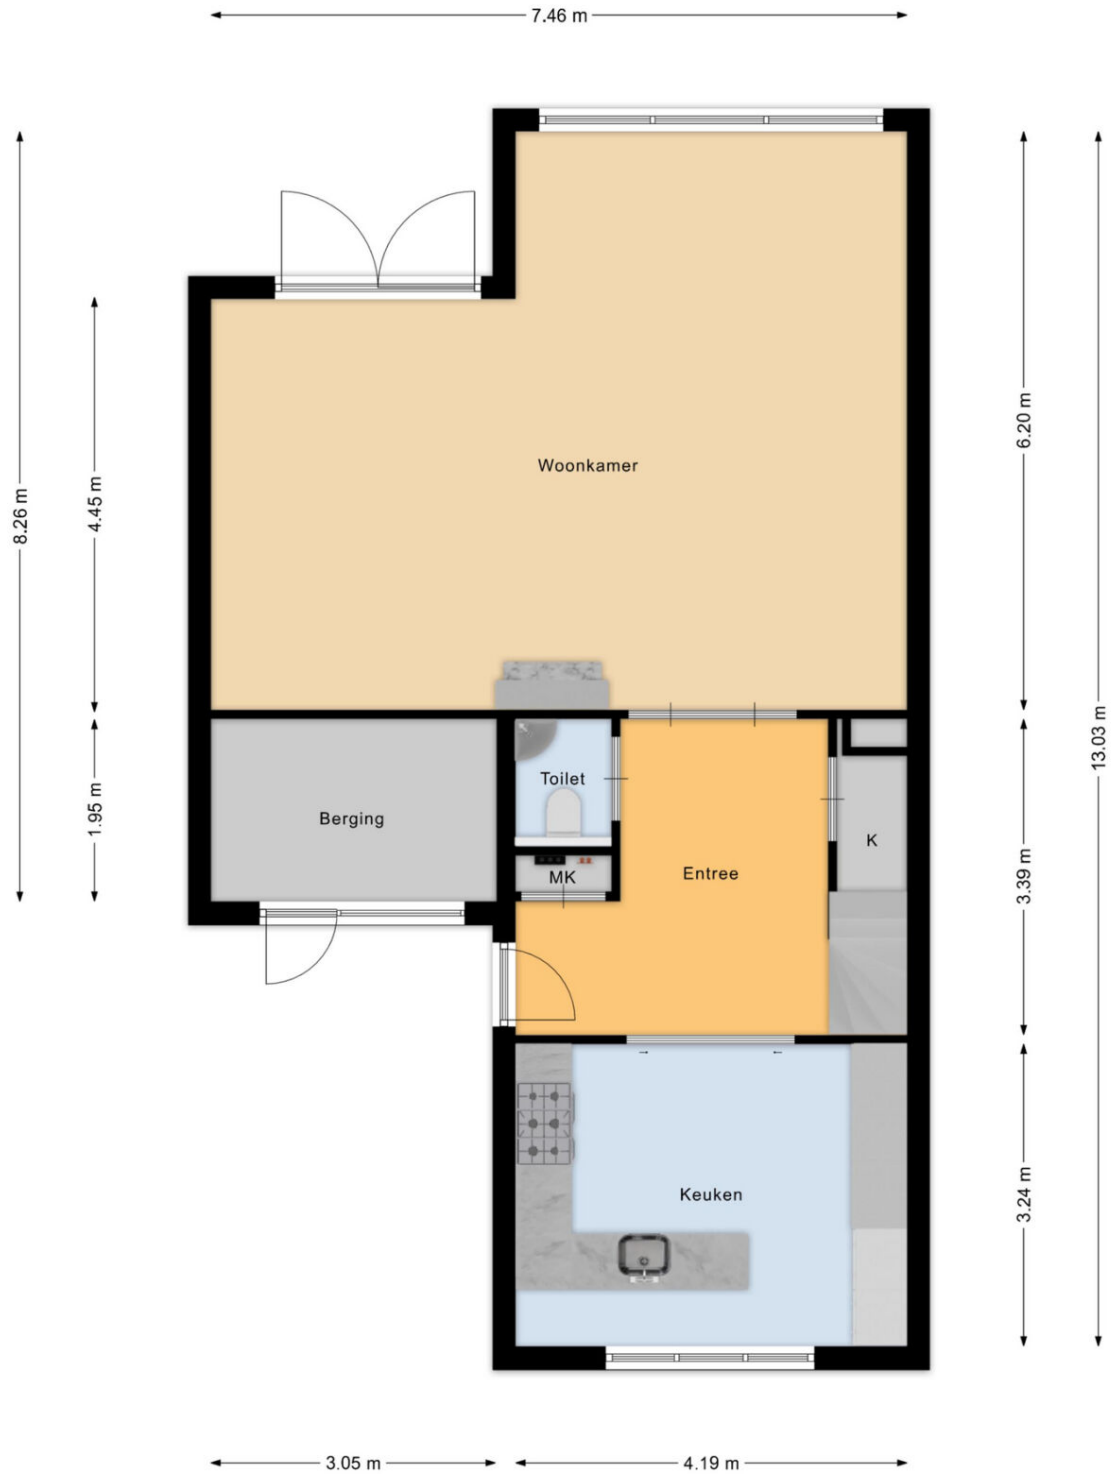 7.46 m
8.26 m
4.45 m
Woonkamer
6.20 m
13.03 m
1.95 m
Berging
Toilet
MK
Entree
K
3.39 m
Keuken
3.24 m
3.05 m
4.19 m